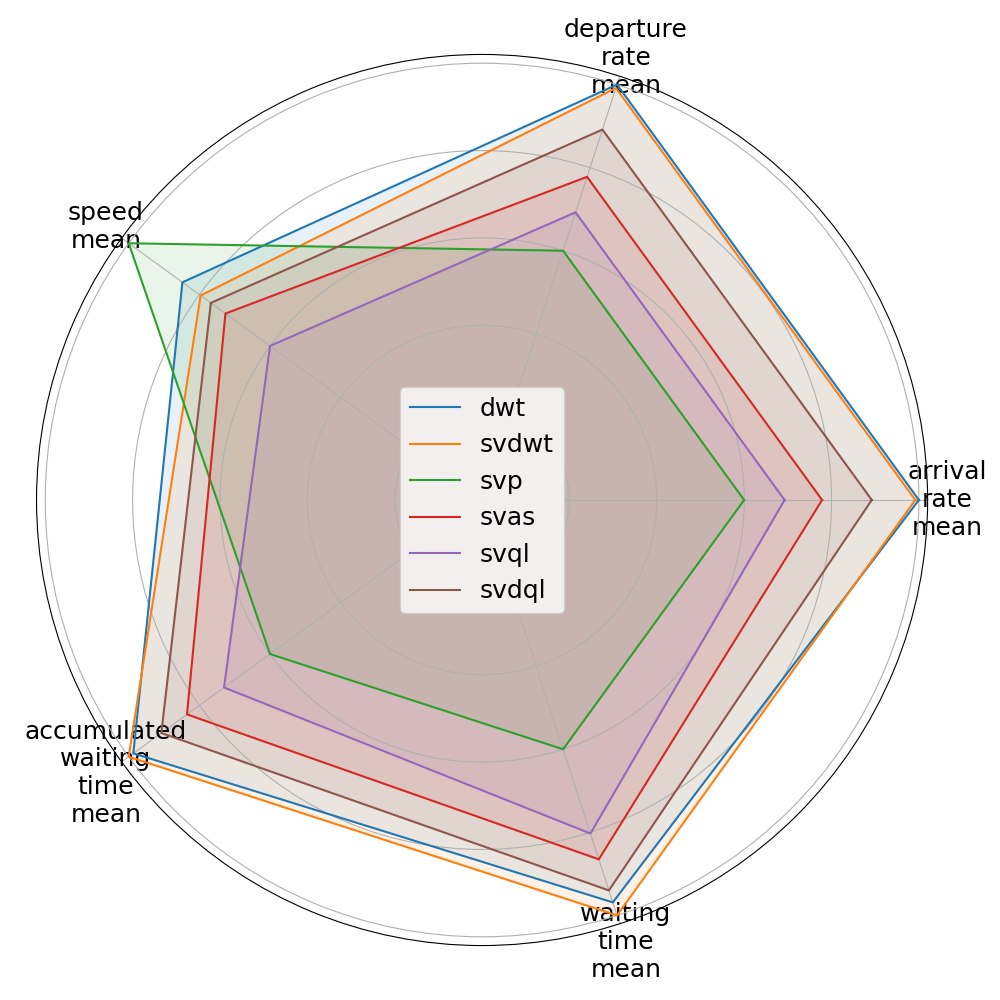 departure
rate
mean
speed
mean
arrival
rate
mean
dwt
svdwt
svp
svas
svql
svdql
accumulated
waiting
time
mean
waiting
time
mean